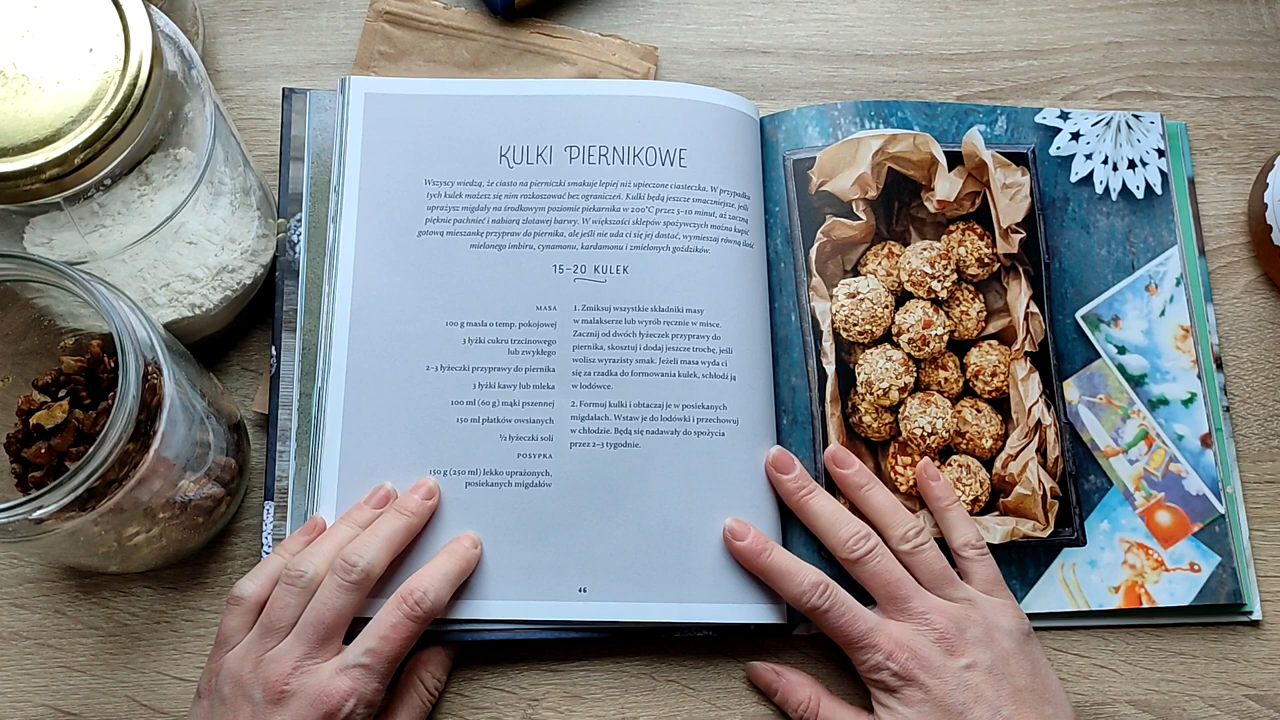 KULKI PIERNIKOWE
Wszyscy wiedzą, że ciasto na pierniczki smakuje lepiej niż upieczone ciasteczka. W przypadku
tych kulek możesz się nim rozkoszować bez ograniczeń. Kulki będą jeszcze smaczniejsze, jeśli
uprażysz migdały na środkowym poziomie piekarnika w 200°C przez 5–10 minut, aż zaczną
pięknie pachnieć i nabiorą złotawej barwy. W większości sklepów spożywczych można kupić
gotową mieszankę przypraw do piernika, ale jeśli nie uda ci się jej dostać, wymieszaj równą ilość
mielonego imbiru, cynamonu, kardamonu i zmielonych goździków.
15–20 KULEK
MASA
100 g masła o temp. pokojowej
3 łyżki cukru trzcinowego
lub zwykłego
2–3 łyżeczki przyprawy do piernika
3 łyżki kawy lub mleka
100 ml (60 g) mąki pszennej
150 ml płatków owsianych
½ łyżeczki soli
POSYPKA
150 g (250 ml) lekko uprażonych,
posiekanych migdałów
1. Zmiksuj wszystkie składniki masy
w malakserze lub wyrób ręcznie w misce.
Zacznij od dwóch łyżeczek przyprawy do
piernika, skosztuj i dodaj jeszcze trochę, jeśli
wolisz wyrazisty smak. Jeżeli masa wyda ci
się za rzadka do formowania kulek, schłodź ją
w lodówce.
2. Formuj kulki i obtaczaj je w posiekanych
migdałach. Wstaw je do lodówki i przechowuj
w chłodzie. Będą się nadawały do spożycia
przez 2–3 tygodnie.
46